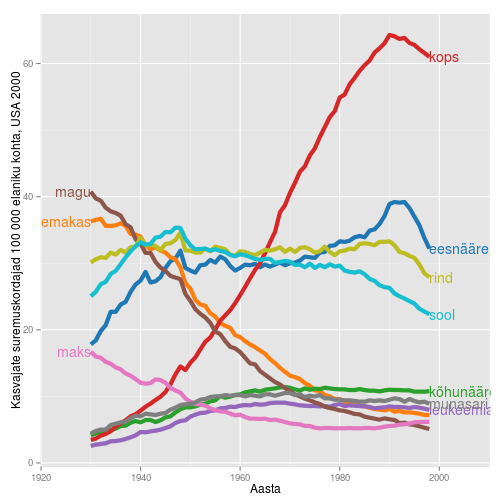 Kasvajate suremuskordajad 100 000 elaniku kohta, USA 2000
60
40
20
0
kops
magu
emakas
eesnääre
rind
sool
maks
kõhunääre
munasari
leukeemia
1920
1940
1960
1980
2000
Aasta